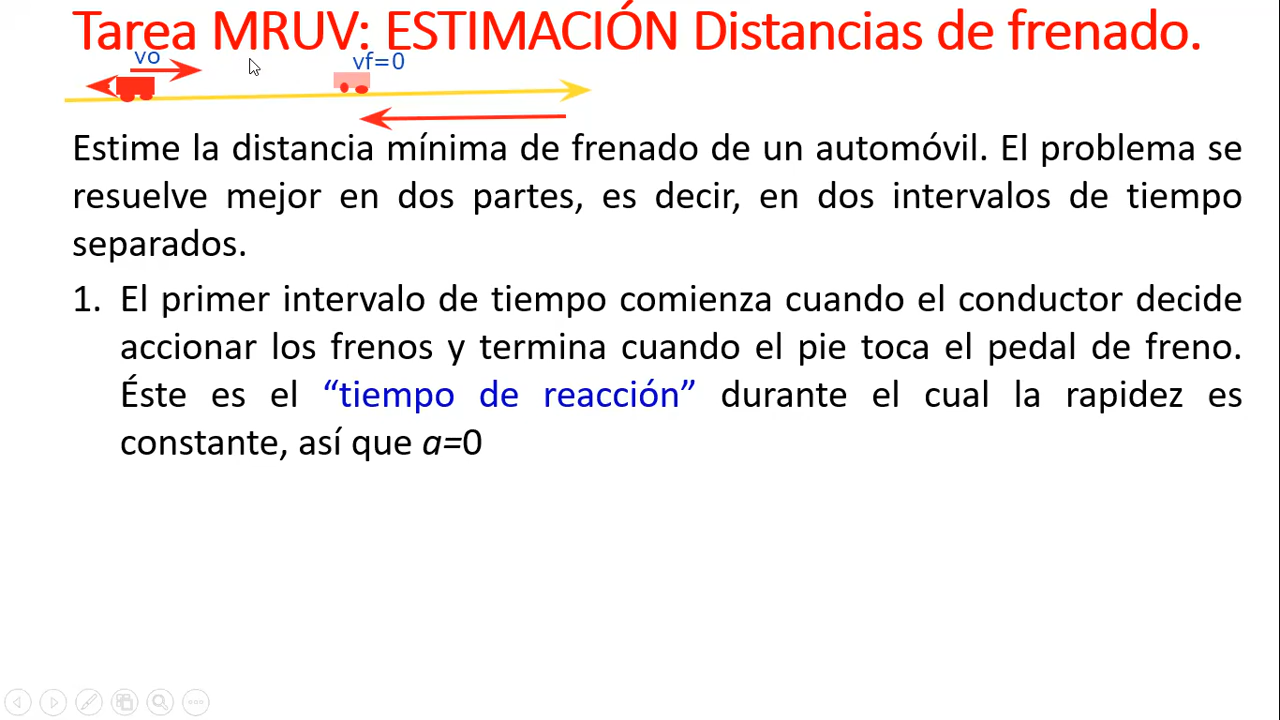 Tarea MRUV: ESTIMACIÓN Distancias de frenado.
vo
vf=0
Estime la distancia mínima de frenado de un automóvil. El problema se
resuelve mejor en dos partes, es decir, en dos intervalos de tiempo
separados.
1. El primer intervalo de tiempo comienza cuando el conductor decide
accionar los frenos y termina cuando el pie toca el pedal de freno.
Éste es el “tiempo de reacción” durante el cual la rapidez es
constante, así que a=0